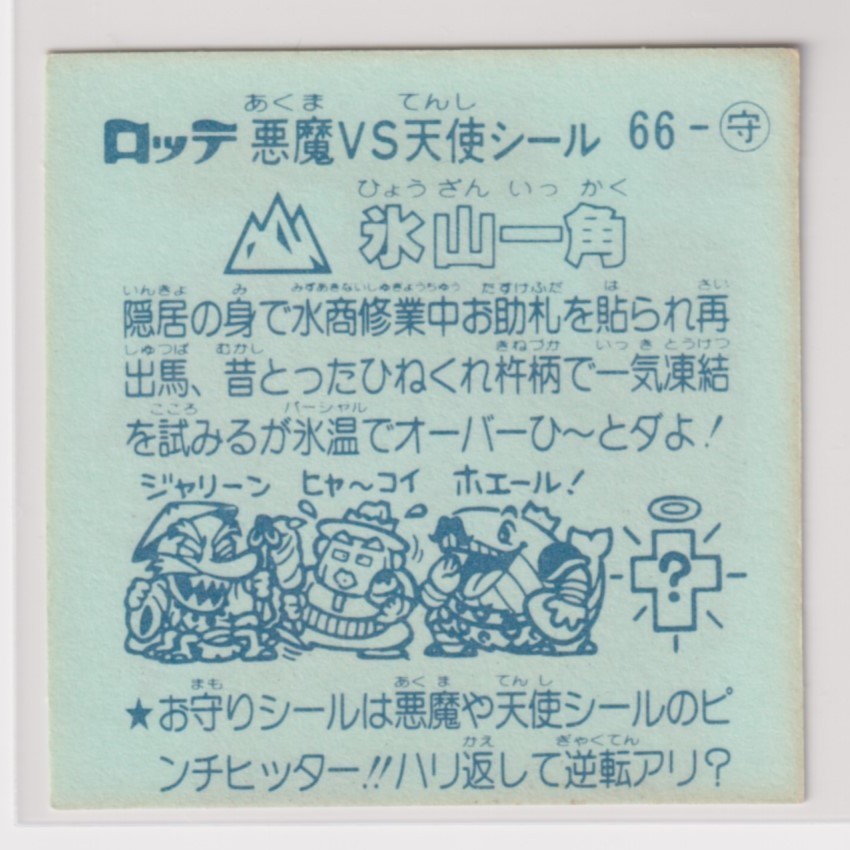 あくま てんし
ロッテ 悪魔VS天使シール 66-守
ひょうざん いっ かく
氷山一角
いんきょ み みずあきないしゅぎょうちゅう たすけふだ は さい
隠居の身で水商修業中お助札を貼られ再
しゅつば むかし きねづか いっき とうけつ
出馬、昔とったひねくれ杵柄で一気凍結
こころ パーシャル
を試みるが氷温でオーバーひ〜とダよ!
ジャリーン ヒャ〜コイ ホエール!
?
まも あくま てんし
★お守りシールは悪魔や天使シールのピ
かえ ぎゃくてん
ンチヒッター!!ハリ返して逆転アリ?